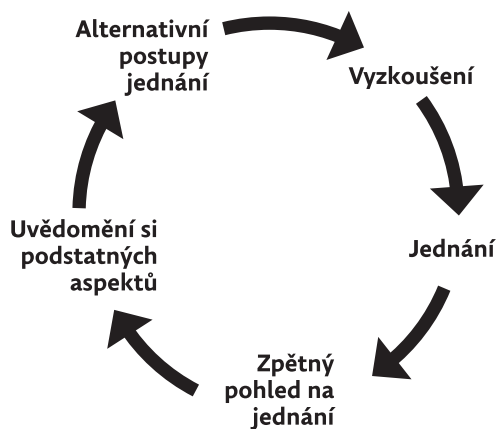 Alternativní
postupy
jednání
Vyzkoušení
Jednání
Zpětný
pohled na
jednání
Uvědomění si
podstatných
aspektů